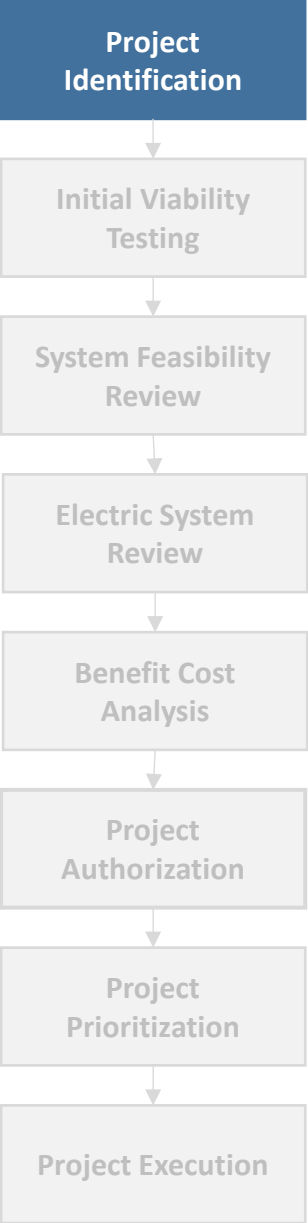 Project
Identification
Initial Viability
Testing
System Feasibility
Review
Electric System
Review
Benefit Cost
Analysis
Project
Authorization
Project
Prioritization
Project Execution